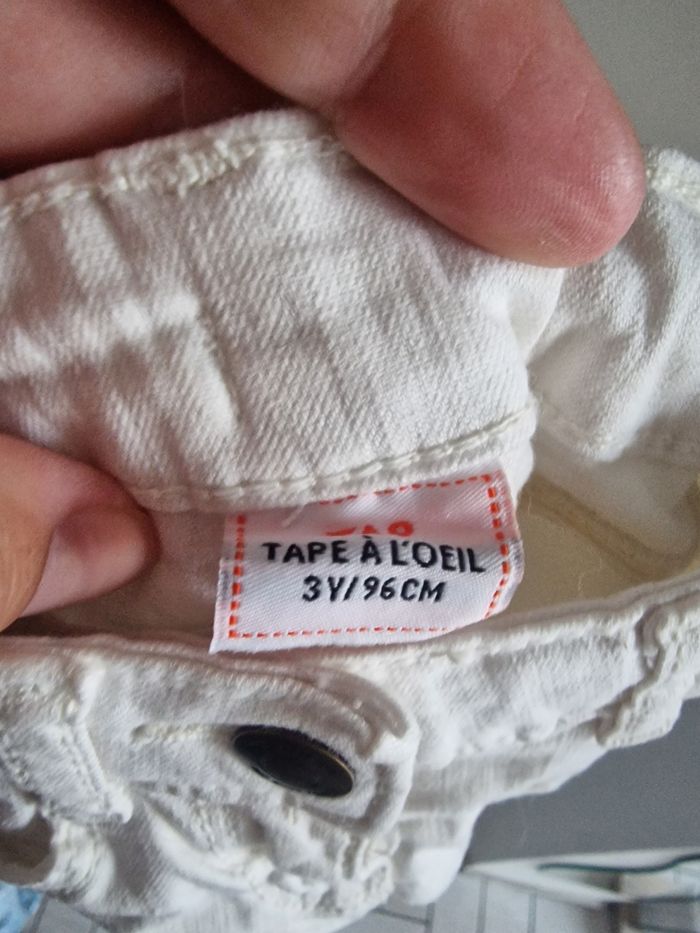 TAPE À L'OEIL
3Y/96CM